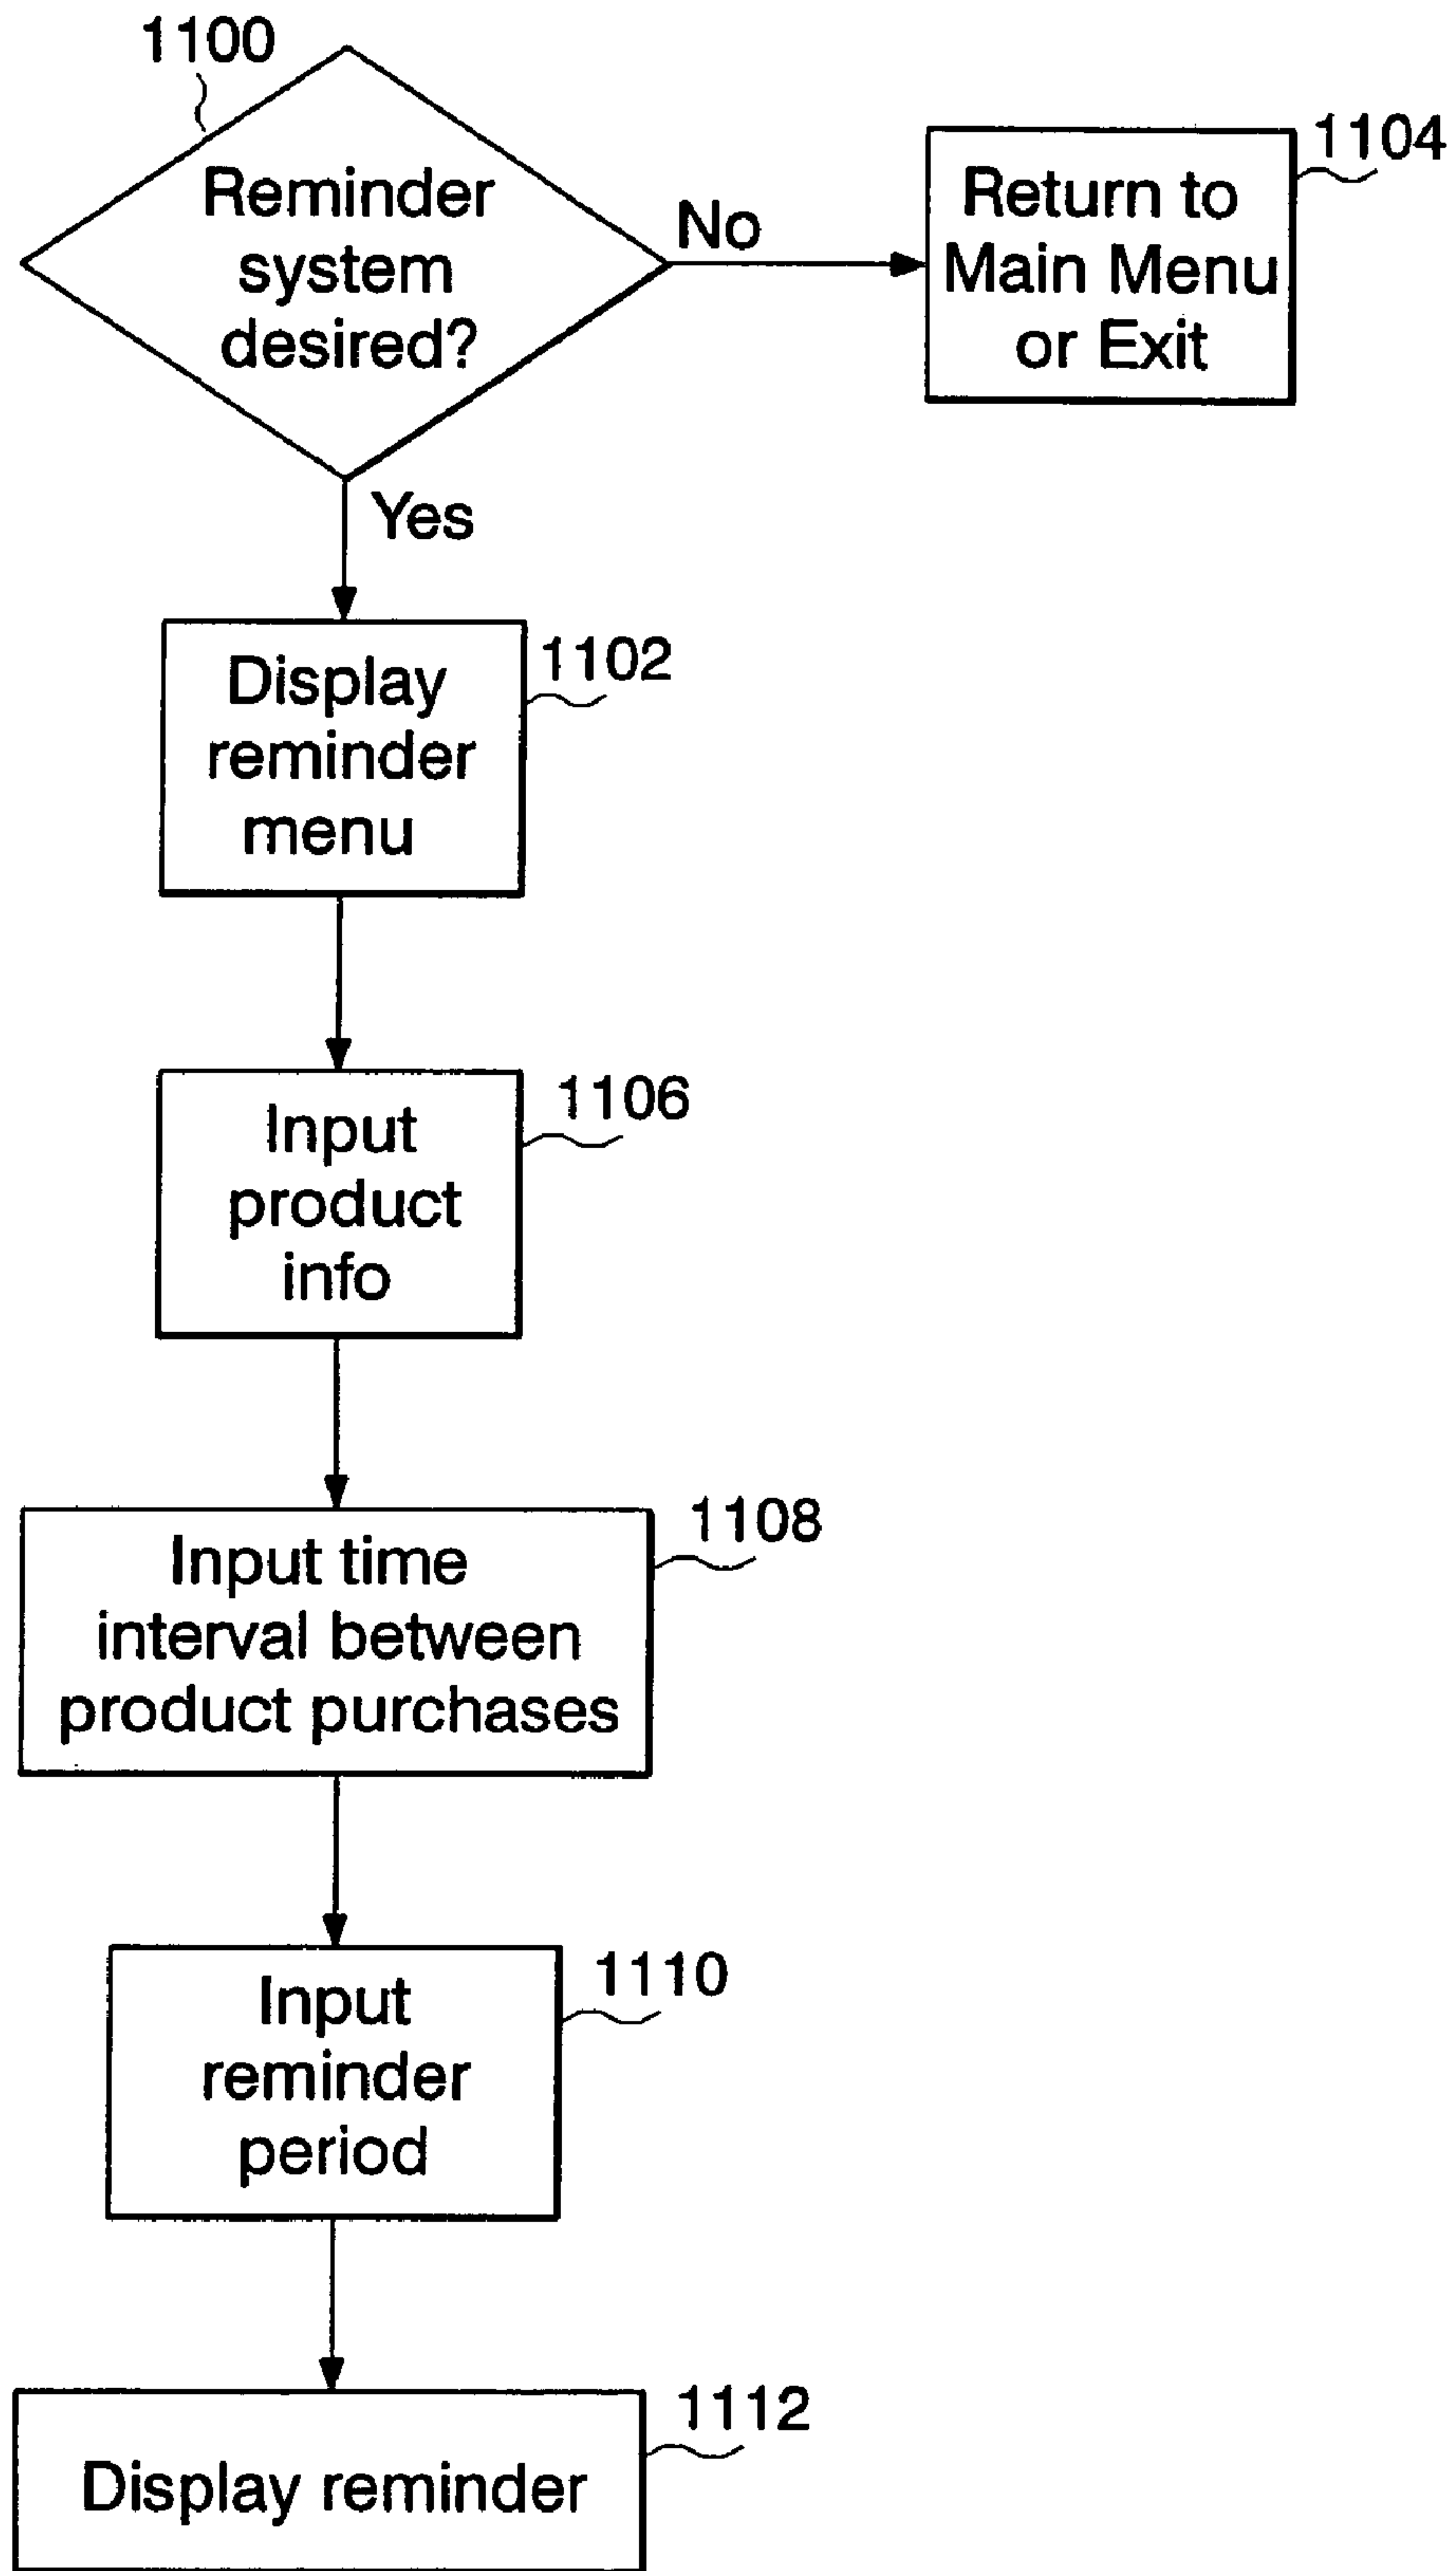 1100
Reminder
system
desired?
No
1104
Return to
Main Menu
or Exit
Yes
1102
Display
reminder
menu
1106
Input
product
info
1108
Input time
interval between
product purchases
1110
Input
reminder
period
1112
Display reminder